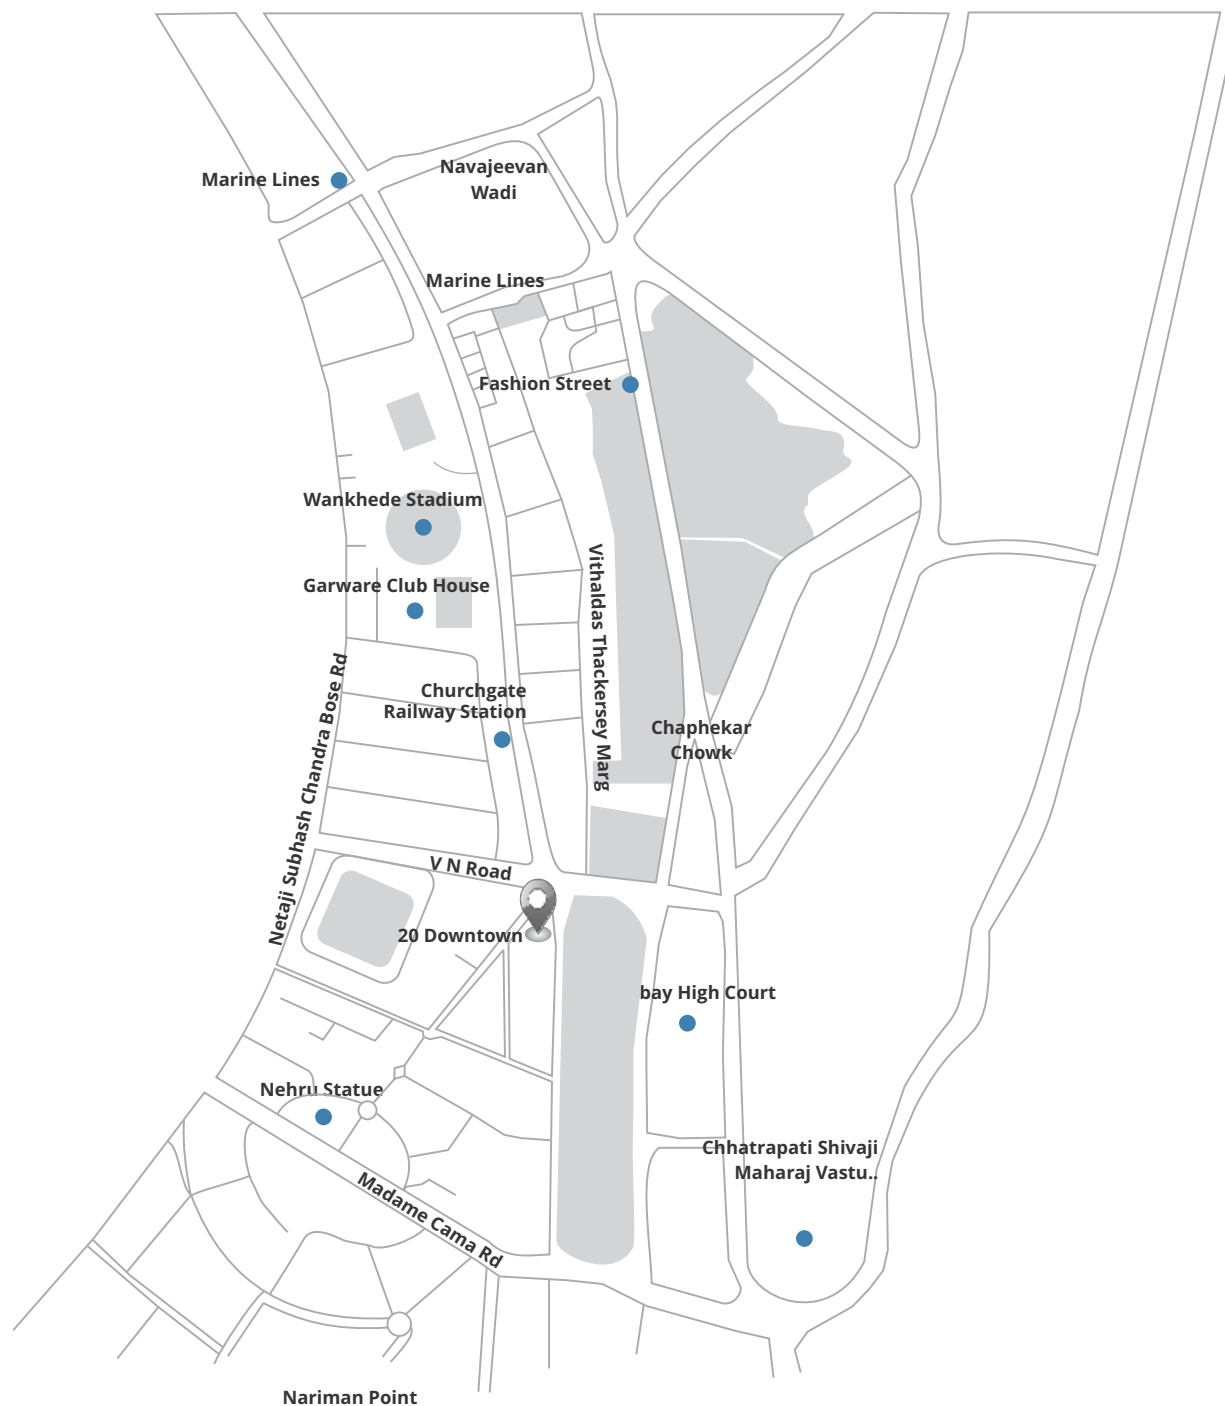 Navajeevan
Wadi
Marine Lines
Marine Lines
Fashion Street
Wankhede Stadium
Garware Club House
Vithaldas Thackersey Marg
Netaji Subhash Chandra Bose Rd
Churchgate
Railway Station
Chaphekar
Chowk
V N Road
20 Downtown
bay High Court
Nehru Statue
Chhatrapati Shivaji
Maharaj Vastu..
Madame Cama Rd
Nariman Point